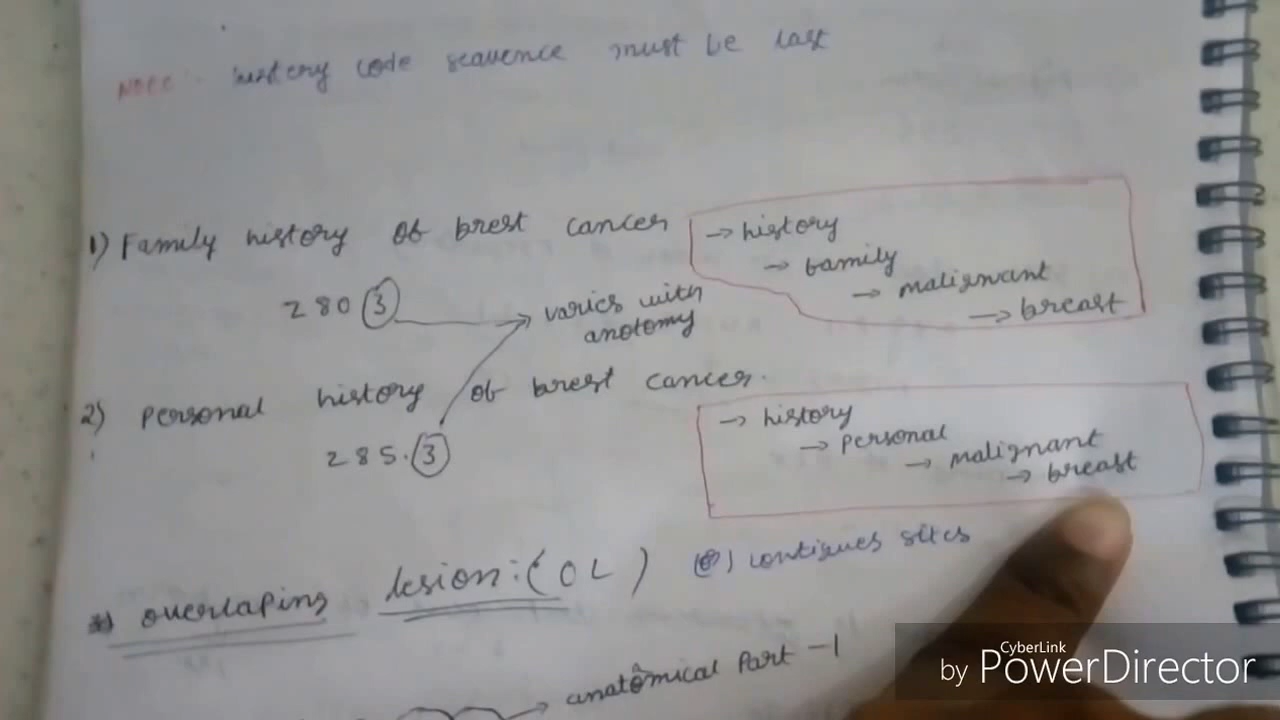 Note:- history code sequence must be last
1) Family history of brest cancer
→ history
→ family
→ malignant
→ breast
Z80 3
→ varies with
anotomy
2) Personal history of brest cancer.
Z85.3
→ history
→ personal
→ malignant
→ breast
*) overlaping lesion:(OL) (or) contigues sites
→ anatomical Part -1
CyberLink
by PowerDirector